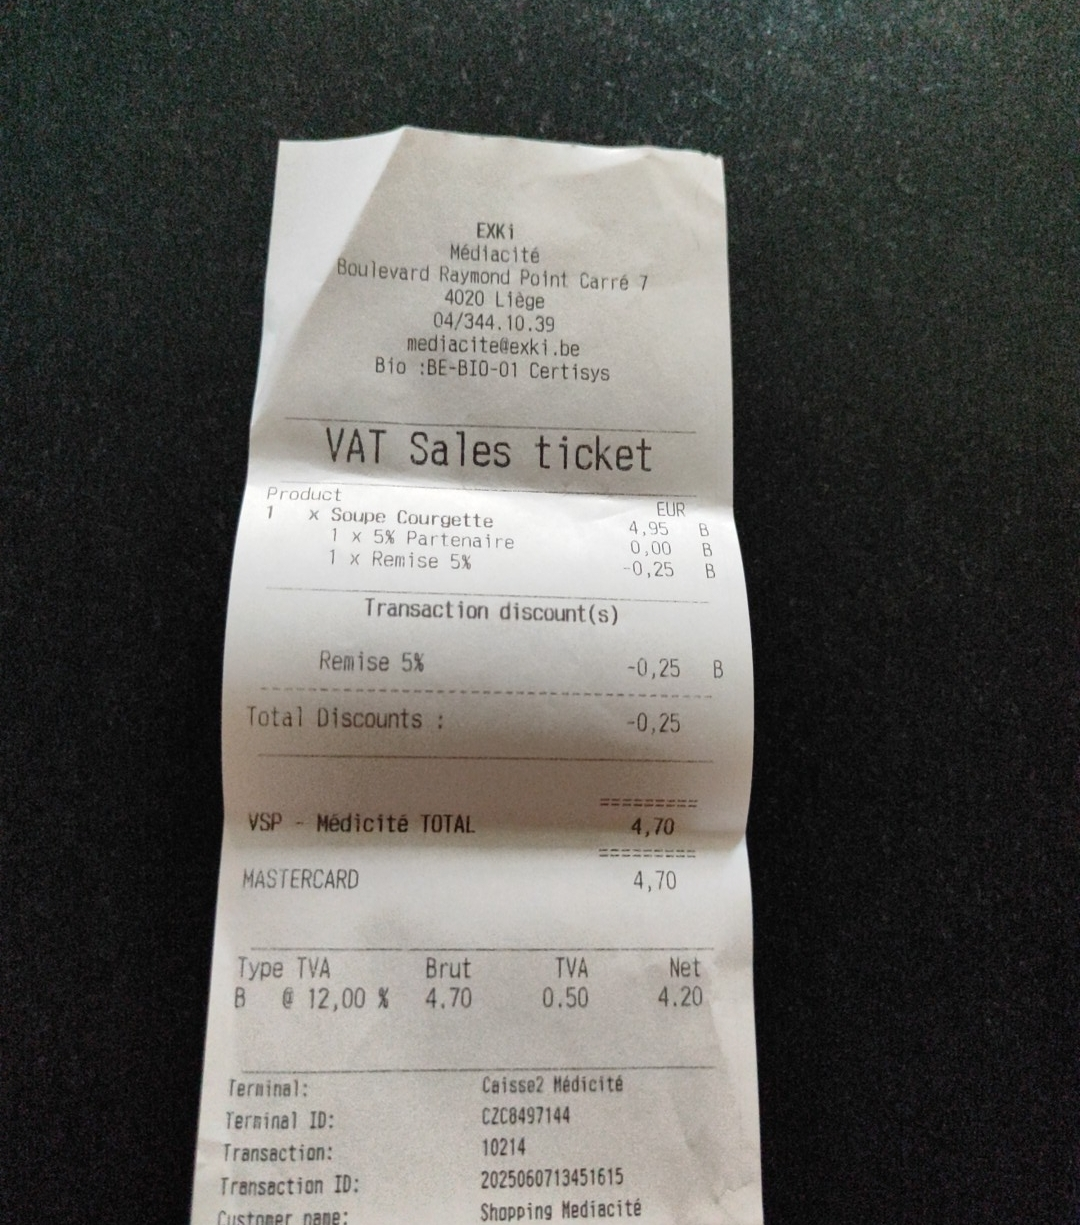 EXKi
Médiacité
Boulevard Raymond Point Carré 7
4020 Liège
04/344.10.39
mediacite@exki.be
Bio :BE-BIO-01 Certisys
VAT Sales ticket
Product EUR
1 x Soupe Courgette 4,95 B
1 x 5% Partenaire 0,00 B
1 x Remise 5% -0,25 B
Transaction discount(s)
Remise 5% -0,25 B
Total Discounts : -0,25
=========
VSP - Médicité TOTAL 4,70
=========
MASTERCARD 4,70
Type TVA Brut TVA Net
B @ 12,00 % 4.70 0.50 4.20
Terminal: Caisse2 Médicité
Terminal ID: CZC8497144
Transaction: 10214
Transaction ID: 2025060713451615
Customer name: Shopping Mediacité